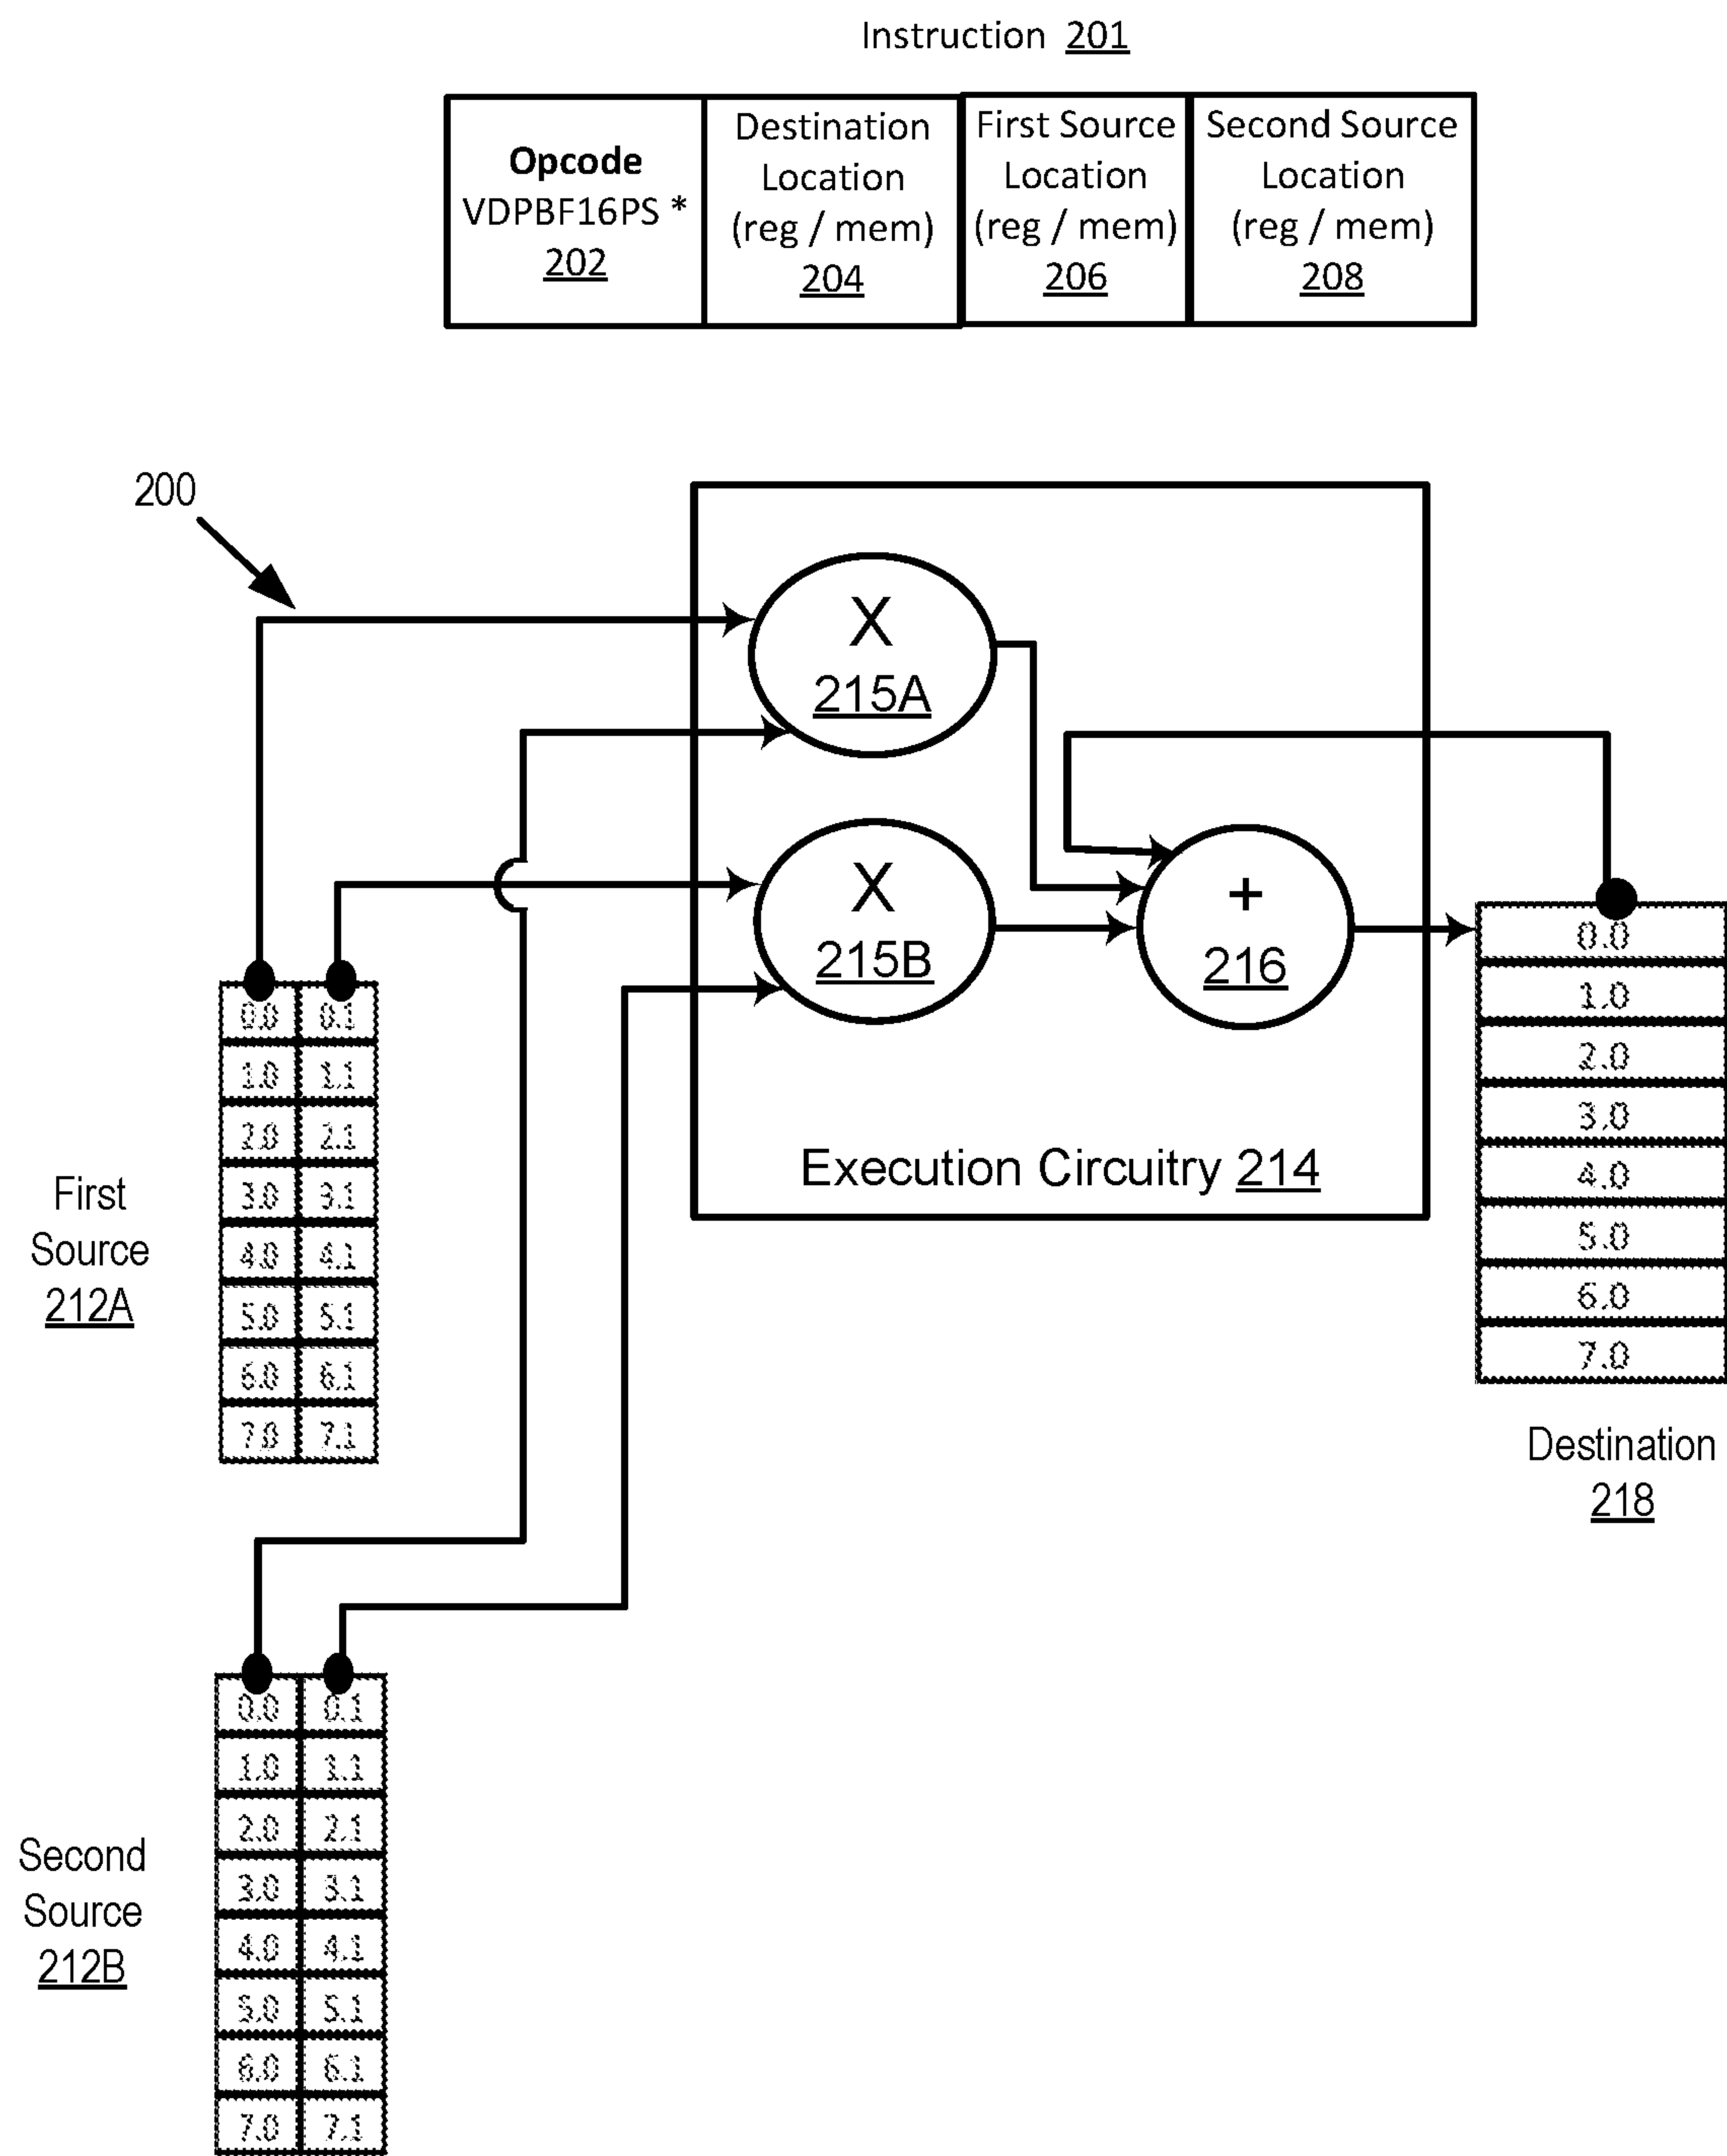 Instruction 201
Opcode
VDPBF16PS *
202
Destination
Location
(reg / mem)
204
First Source
Location
(reg / mem)
206
Second Source
Location
(reg / mem)
208
200
X
215A
X
215B
+
216
Execution Circuitry 214
First
Source
212A
0.0 0.1
1.0 1.1
2.0 2.1
3.0 3.1
4.0 4.1
5.0 5.1
6.0 6.1
7.0 7.1
0.0
1.0
2.0
3.0
4.0
5.0
6.0
7.0
Destination
218
Second
Source
212B
0.0 0.1
1.0 1.1
2.0 2.1
3.0 3.1
4.0 4.1
5.0 5.1
6.0 6.1
7.0 7.1